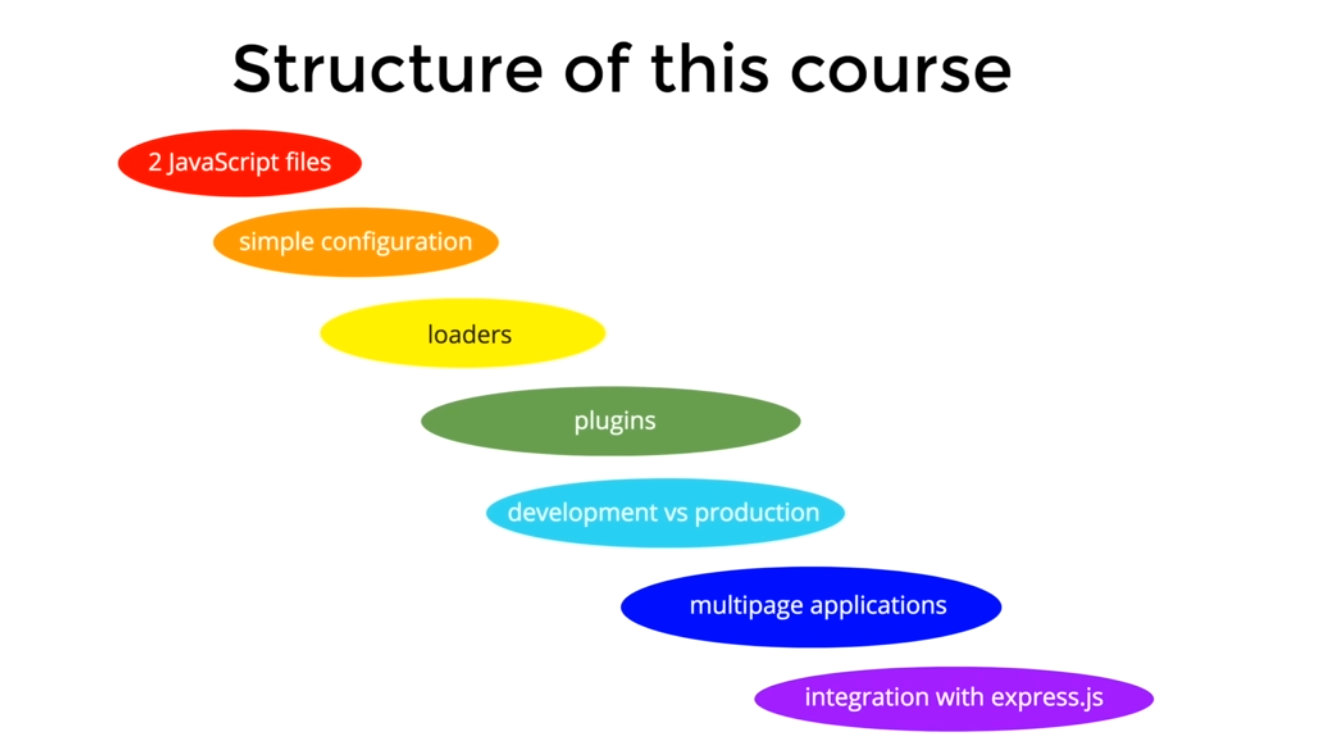 Structure of this course
2 JavaScript files
simple configuration
loaders
plugins
development vs production
multipage applications
integration with express.js